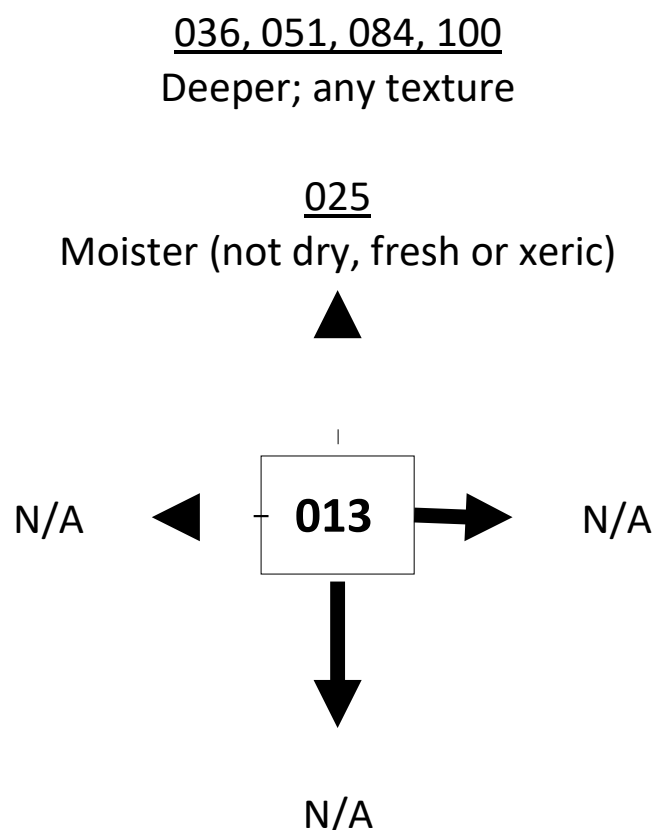 036, 051, 084, 100
Deeper; any texture
025
Moister (not dry, fresh or xeric)
N/A
013
N/A
N/A